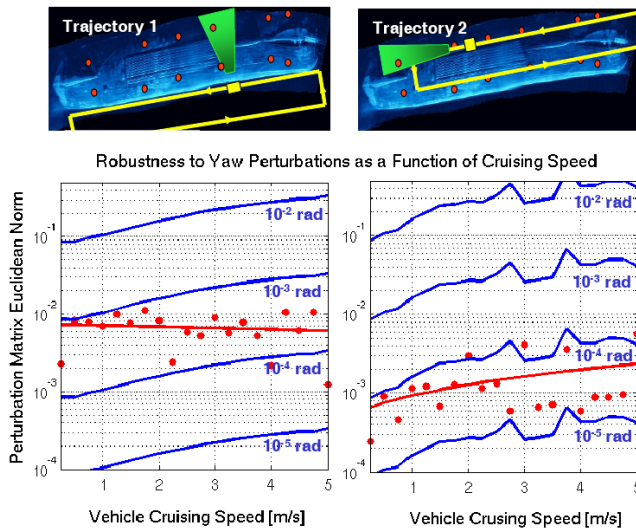 Trajectory 1
Trajectory 2
Robustness to Yaw Perturbations as a Function of Cruising Speed
Perturbation Matrix Euclidean Norm
10^-1
10^-2
10^-3
10^-4
10^-2 rad
10^-3 rad
10^-4 rad
10^-5 rad
1 2 3 4 5
Vehicle Cruising Speed [m/s]
10^-1
10^-2
10^-3
10^-4
10^-2 rad
10^-3 rad
10^-4 rad
10^-5 rad
1 2 3 4 5
Vehicle Cruising Speed [m/s]